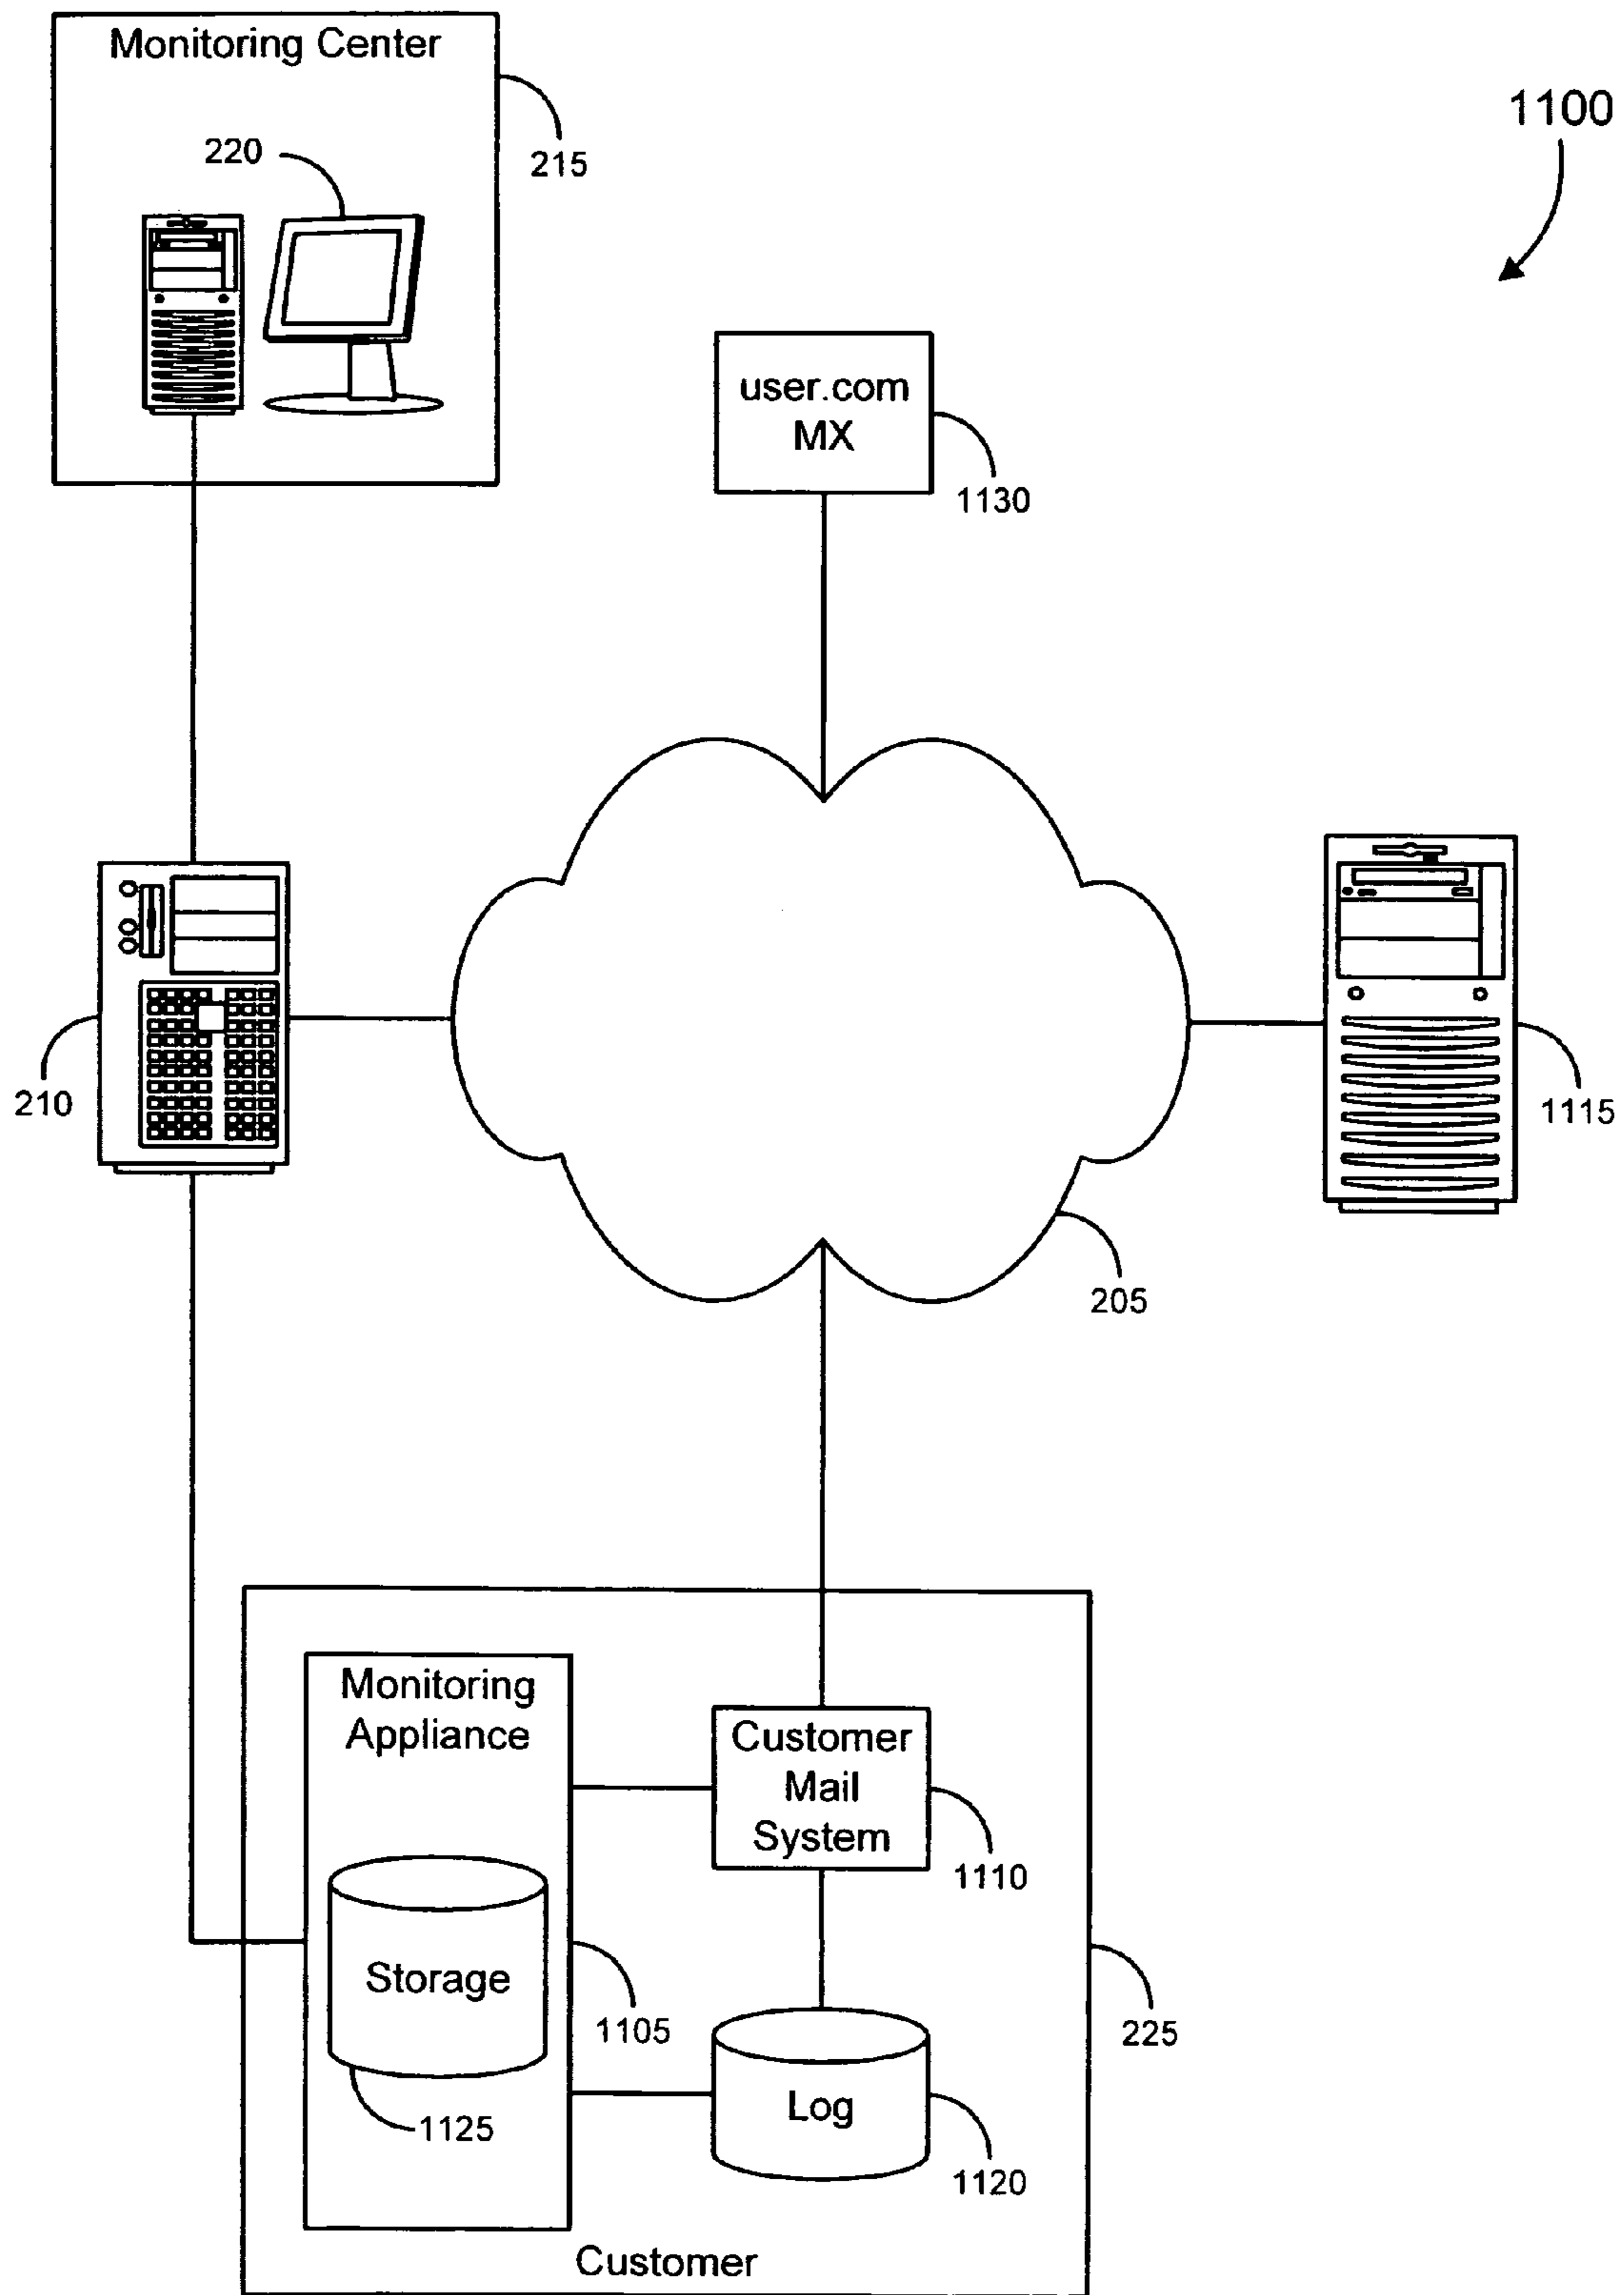 Monitoring Center
1100
220
215
user.com
MX
1130
210
1115
205
Monitoring
Appliance
Customer
Mail
System
1110
Storage
1105
225
Log
1125
1120
Customer